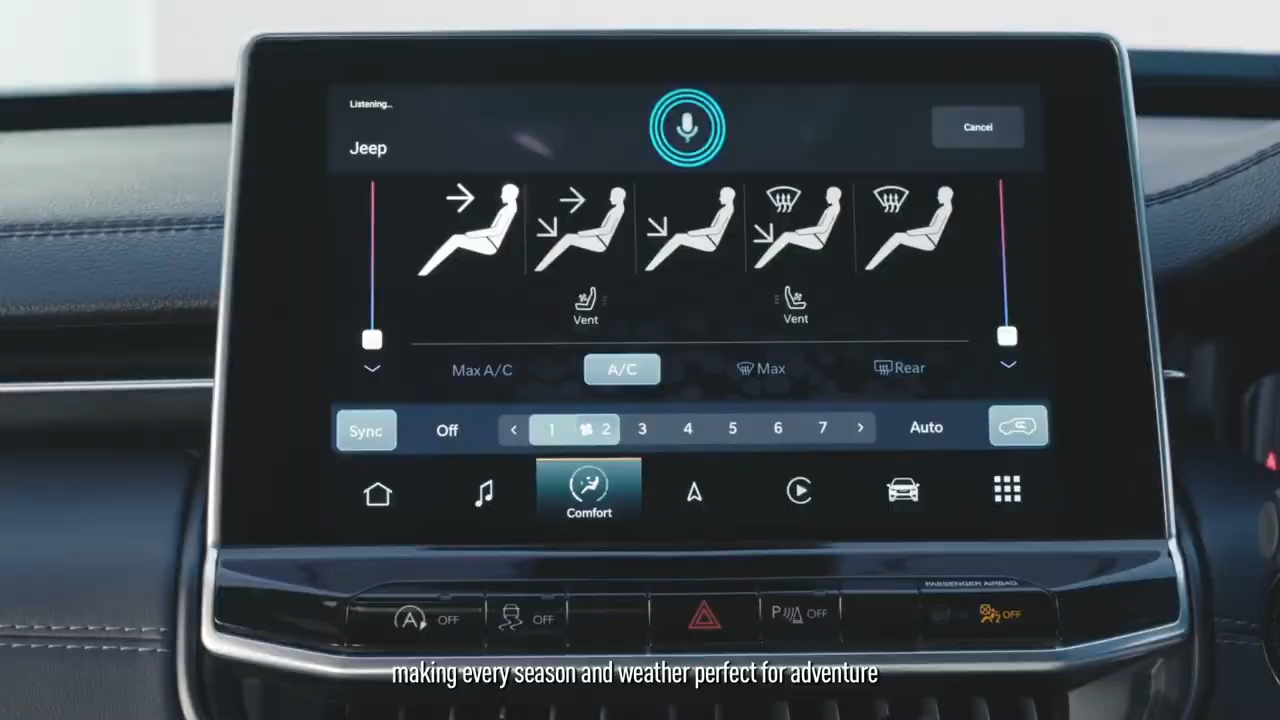 Listening...
Cancel
Jeep
Vent
Vent
Max A/C
A/C
Max
Rear
Sync
Off
1
2
3
4
5
6
7
Auto
Comfort
PASSENGER AIRBAG
A OFF
OFF
P OFF
2 OFF
making every season and weather perfect for adventure